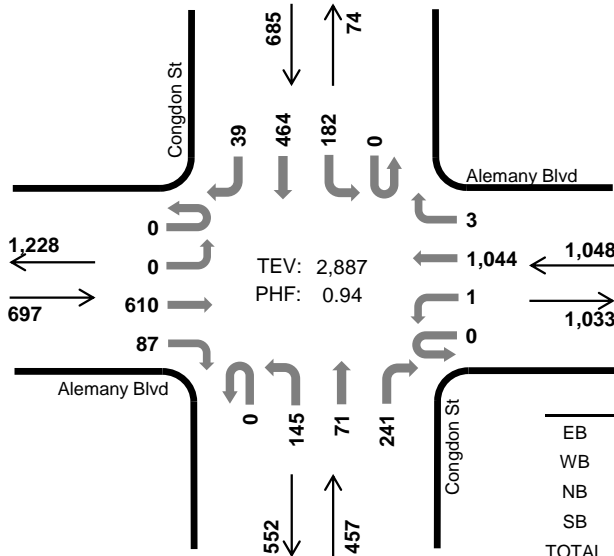 685
74
Congdon St
39
464
182
0
Alemany Blvd
0
3
1,228
0
TEV: 2,887
1,044
1,048
697
610
PHF: 0.94
1
1,033
87
0
Alemany Blvd
0
145
71
241
Congdon St
EB
WB
NB
SB
552
457
TOTAL